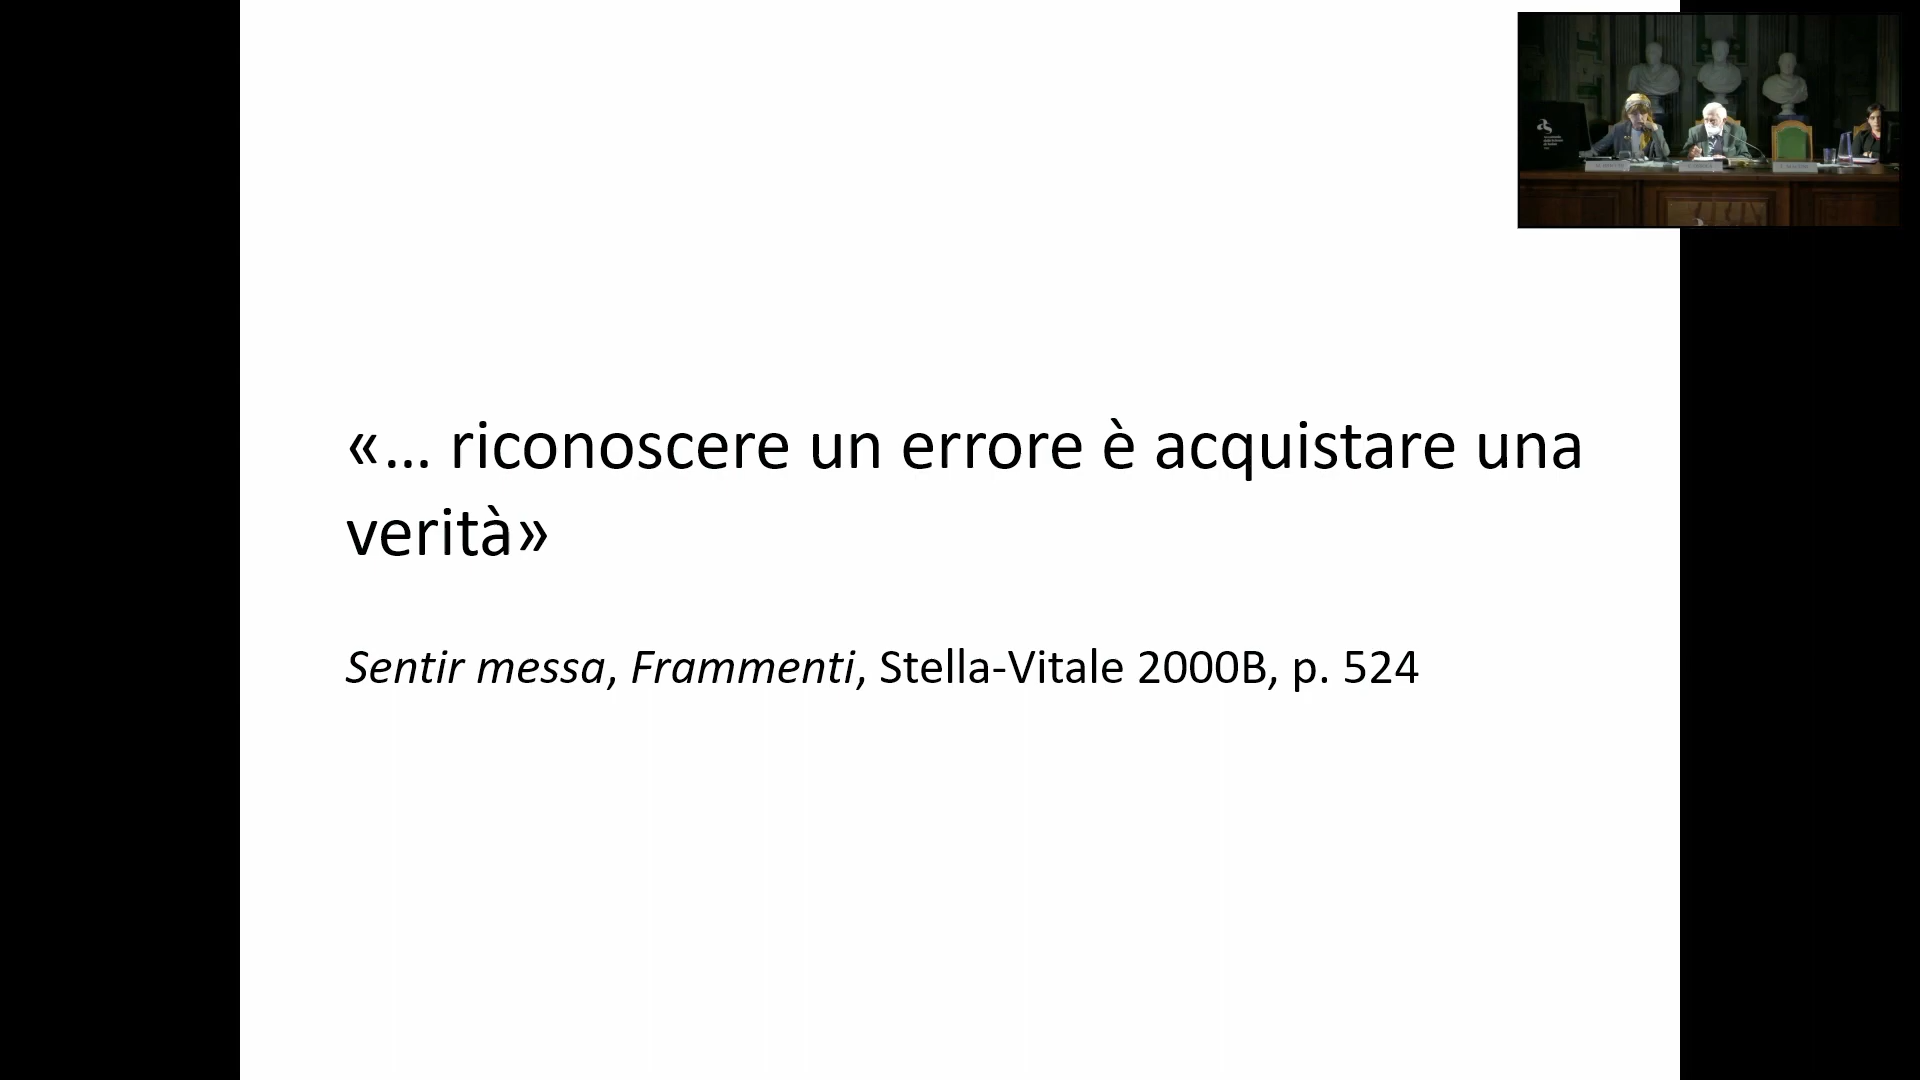 «… riconoscere un errore è acquistare una
verità»
Sentir messa, Frammenti, Stella-Vitale 2000B, p. 524